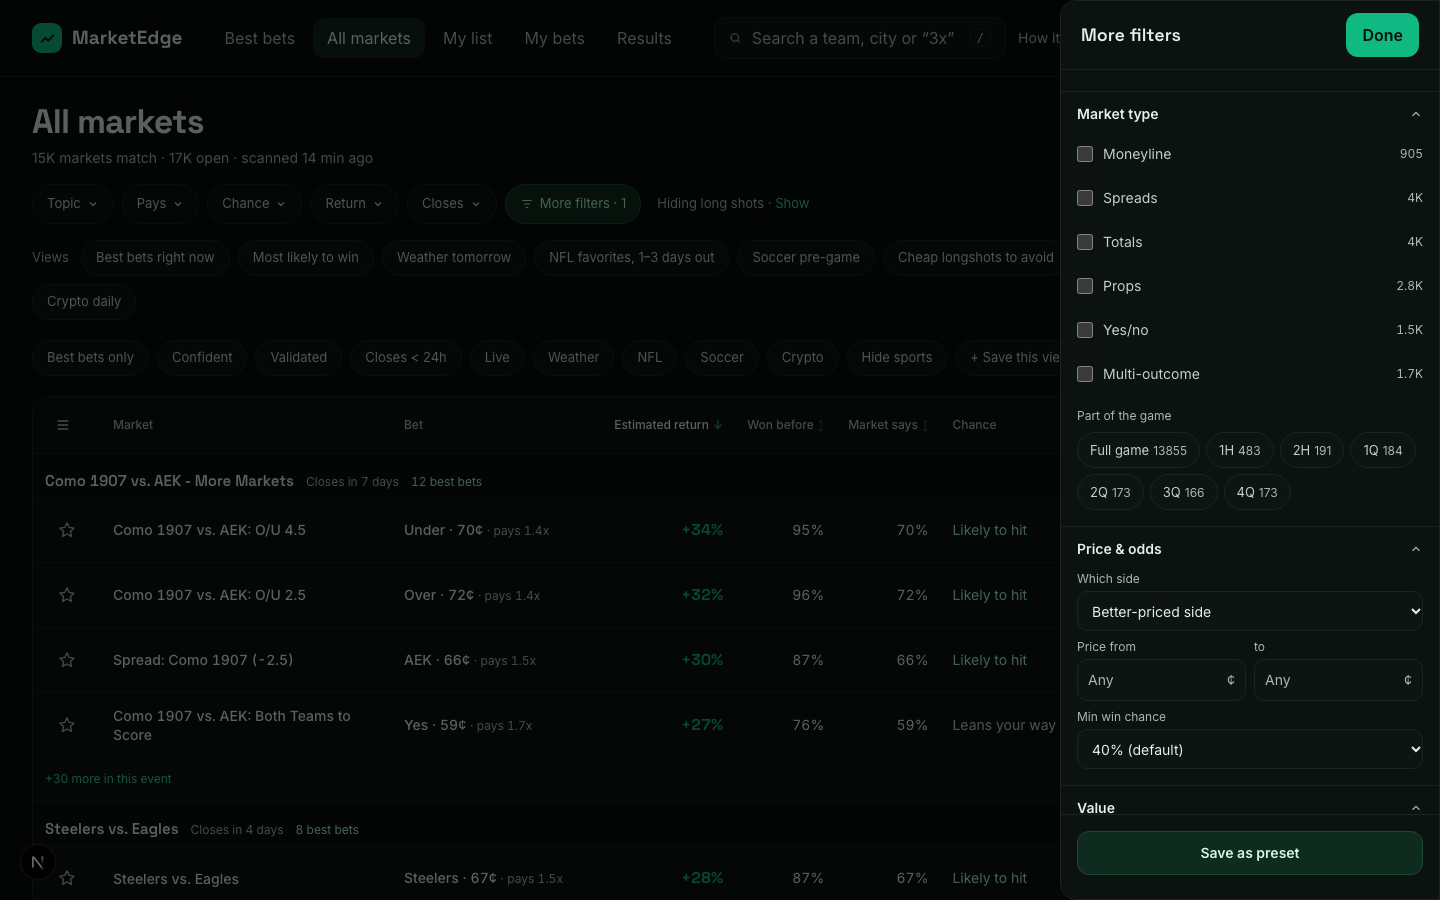 MarketEdge
Best bets
All markets
My list
My bets
Results
Search a team, city or “3x” /
How it
All markets
15K markets match · 17K open · scanned 14 min ago
Topic
Pays
Chance
Return
Closes
More filters · 1
Hiding long shots · Show
Views
Best bets right now
Most likely to win
Weather tomorrow
NFL favorites, 1–3 days out
Soccer pre-game
Cheap longshots to avoid
Crypto daily
Best bets only
Confident
Validated
Closes < 24h
Live
Weather
NFL
Soccer
Crypto
Hide sports
+ Save this vie
Market Bet Estimated return ↓ Won before Market says Chance
Como 1907 vs. AEK - More Markets Closes in 7 days 12 best bets
Como 1907 vs. AEK: O/U 4.5 Under · 70¢ · pays 1.4x +34% 95% 70% Likely to hit
Como 1907 vs. AEK: O/U 2.5 Over · 72¢ · pays 1.4x +32% 96% 72% Likely to hit
Spread: Como 1907 (-2.5) AEK · 66¢ · pays 1.5x +30% 87% 66% Likely to hit
Como 1907 vs. AEK: Both Teams to
Score
Yes · 59¢ · pays 1.7x +27% 76% 59% Leans your way
+30 more in this event
Steelers vs. Eagles Closes in 4 days 8 best bets
Steelers vs. Eagles Steelers · 67¢ · pays 1.5x +28% 87% 67% Likely to hit
N
More filters
Done
Market type
Moneyline 905
Spreads 4K
Totals 4K
Props 2.8K
Yes/no 1.5K
Multi-outcome 1.7K
Part of the game
Full game 13855
1H 483
2H 191
1Q 184
2Q 173
3Q 166
4Q 173
Price & odds
Which side
Better-priced side
Price from to
Any ¢ Any ¢
Min win chance
40% (default)
Value
Save as preset